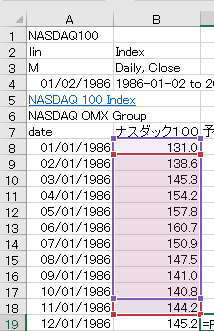 A B
1 NASDAQ100
2 lin Index
3 M Daily, Close
4 01/02/1986 1986-01-02 to 2
5 NASDAQ 100 Index
6 NASDAQ OMX Group
7 date ナスダック100 予
8 01/01/1986 131.0
9 02/01/1986 138.6
10 03/01/1986 145.3
11 04/01/1986 154.2
12 05/01/1986 157.8
13 06/01/1986 160.7
14 07/01/1986 150.9
15 08/01/1986 147.5
16 09/01/1986 141.0
17 10/01/1986 140.8
18 11/01/1986 144.2
19 12/01/1986 145.2